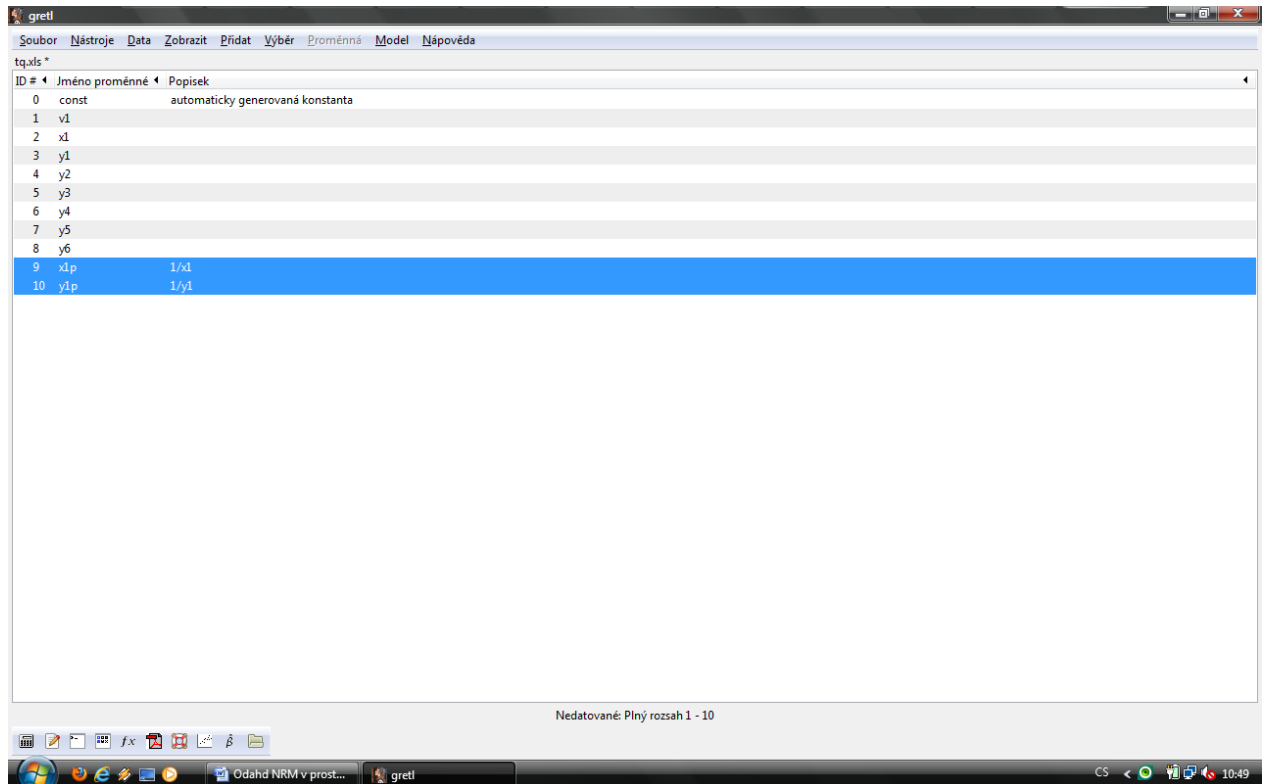 gretl
Soubor Nástroje Data Zobrazit Přidat Výběr Proměnná Model Nápověda
tq.xls *
ID # Jméno proměnné Popisek
0 const automaticky generovaná konstanta
1 v1
2 x1
3 y1
4 y2
5 y3
6 y4
7 y5
8 y6
9 x1p 1/x1
10 y1p 1/y1
Nedatované: Plný rozsah 1 - 10
fx β̂
Odahd NRM v prost... gretl CS 10:49